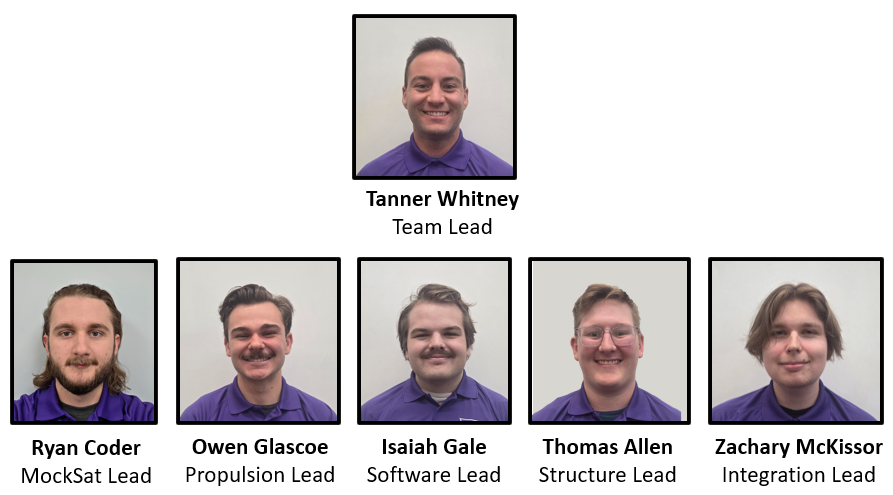 Tanner Whitney
Team Lead
Ryan Coder
MockSat Lead
Owen Glascoe
Propulsion Lead
Isaiah Gale
Software Lead
Thomas Allen
Structure Lead
Zachary McKissor
Integration Lead